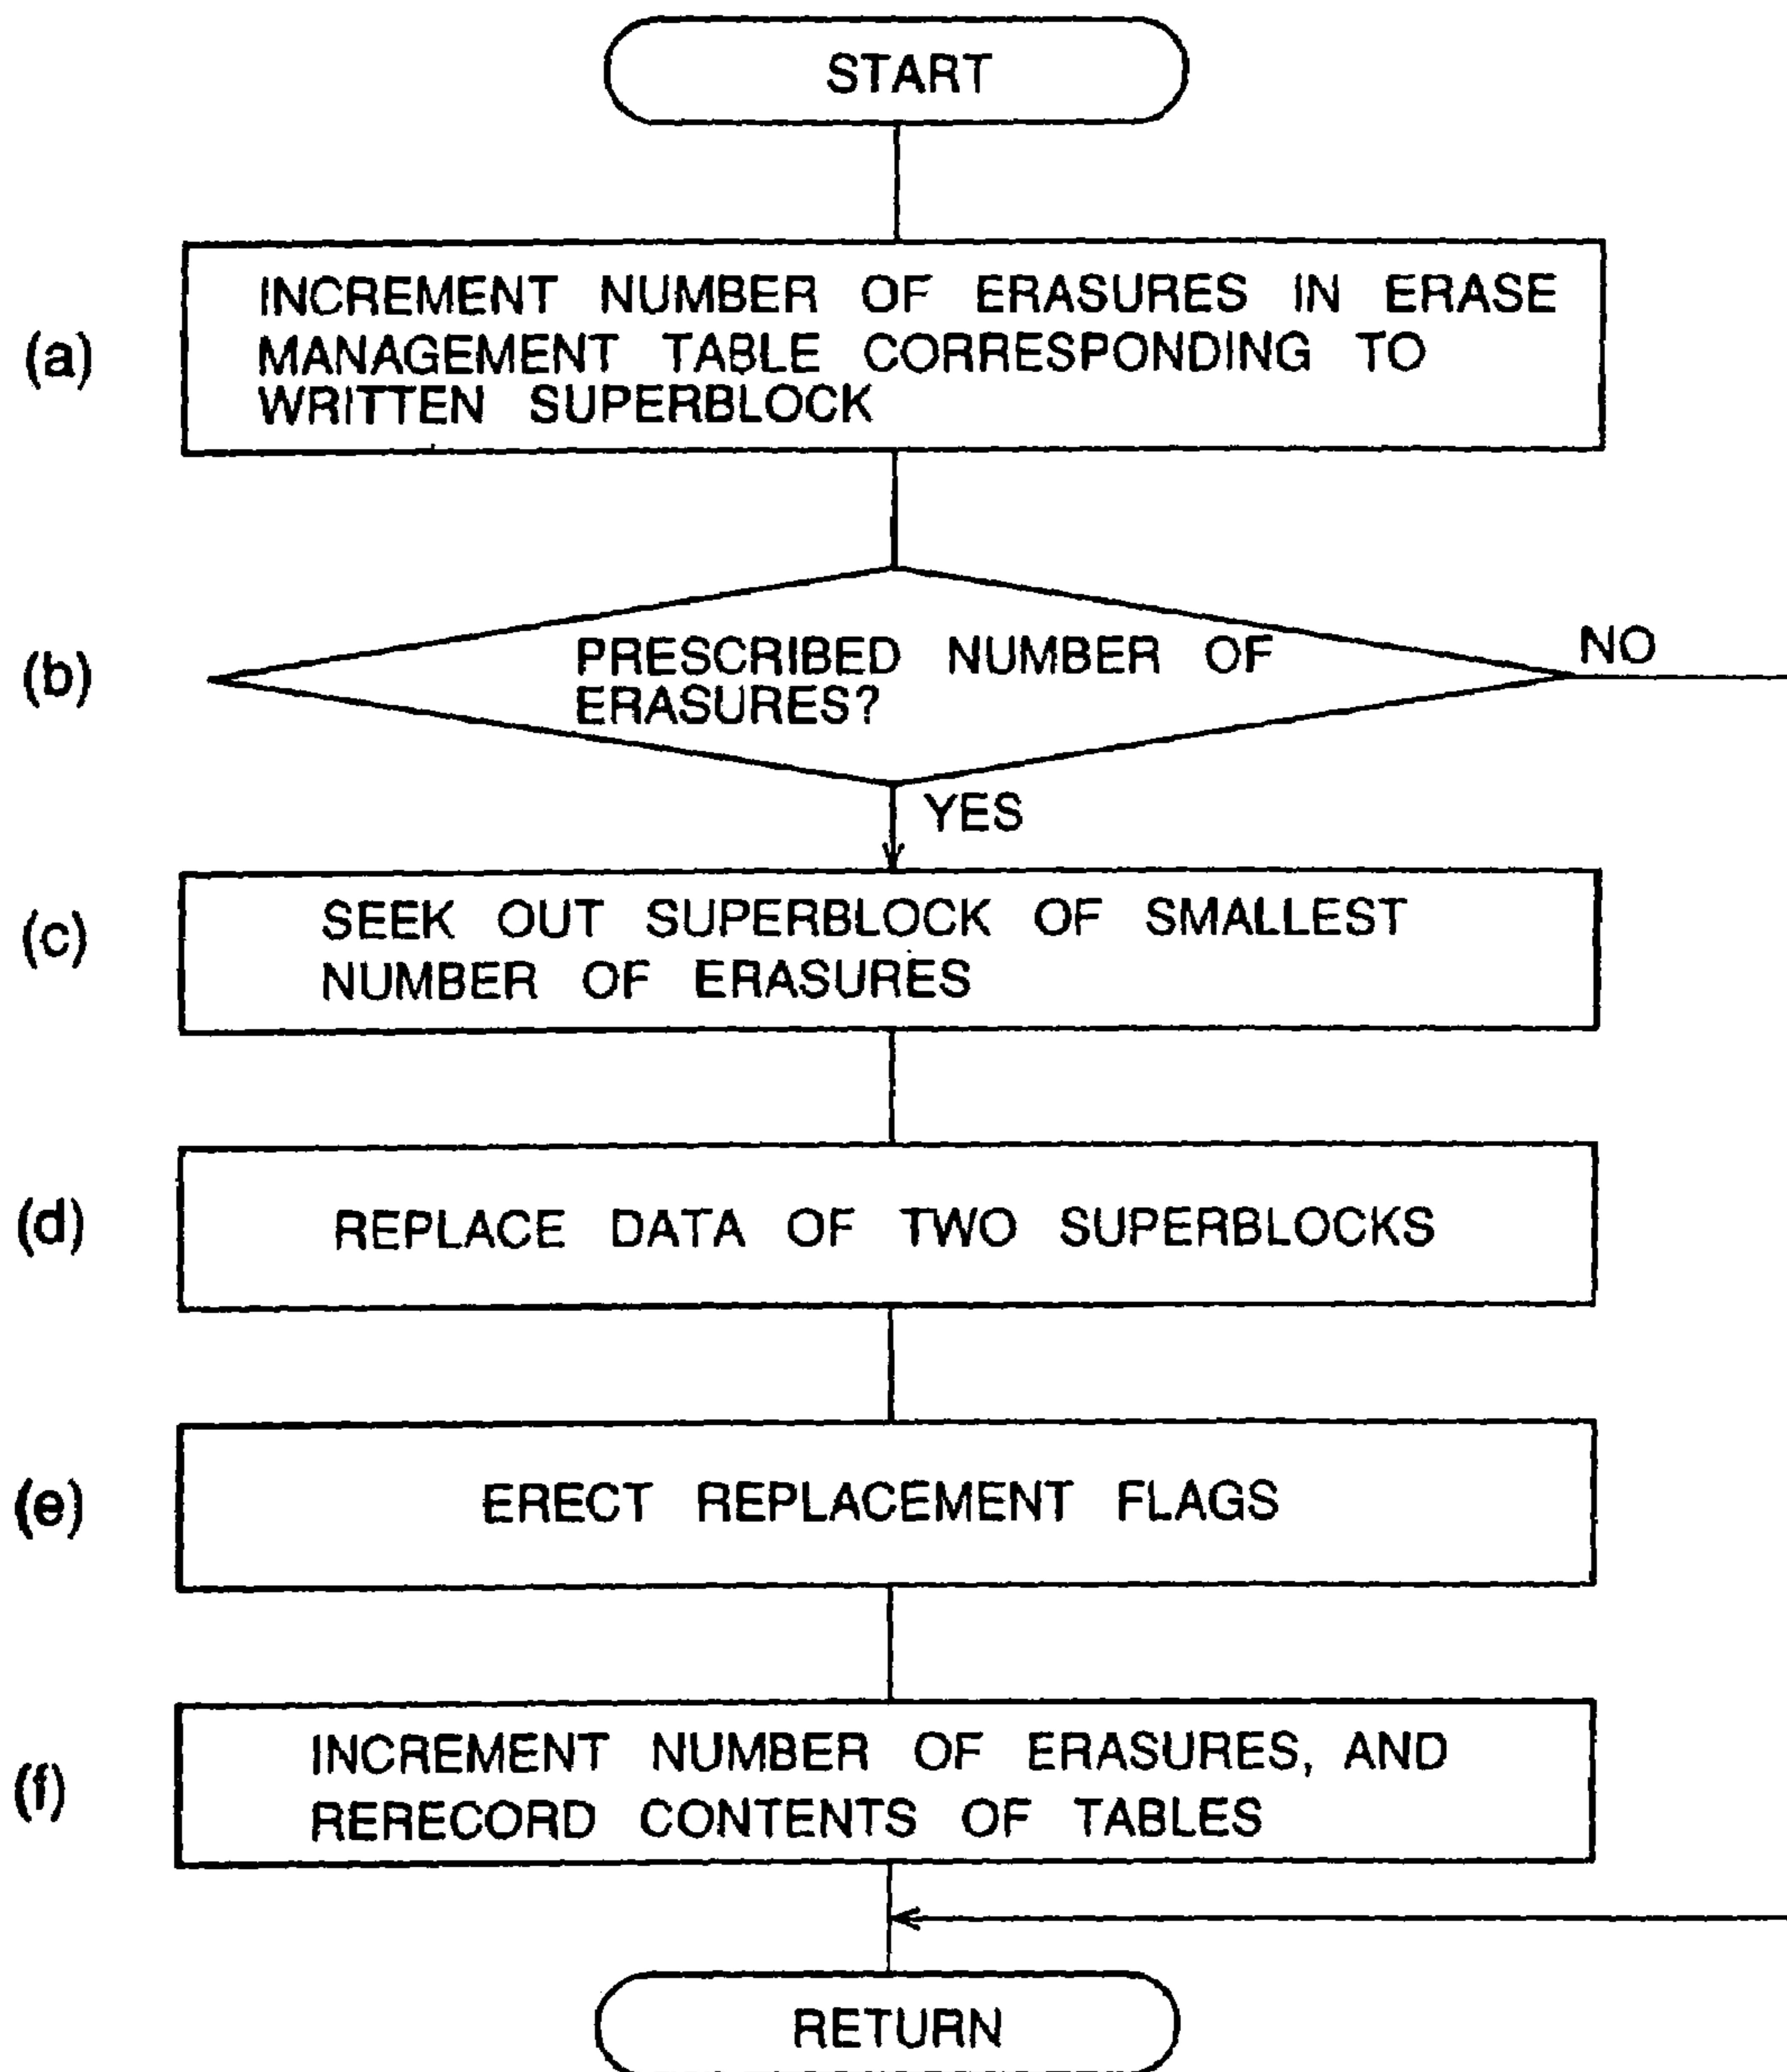 START
(a)
INCREMENT NUMBER OF ERASURES IN ERASE
MANAGEMENT TABLE CORRESPONDING TO
WRITTEN SUPERBLOCK
(b)
PRESCRIBED NUMBER OF
ERASURES?
NO
YES
(c)
SEEK OUT SUPERBLOCK OF SMALLEST
NUMBER OF ERASURES
(d)
REPLACE DATA OF TWO SUPERBLOCKS
(e)
ERECT REPLACEMENT FLAGS
(f)
INCREMENT NUMBER OF ERASURES, AND
RERECORD CONTENTS OF TABLES
RETURN